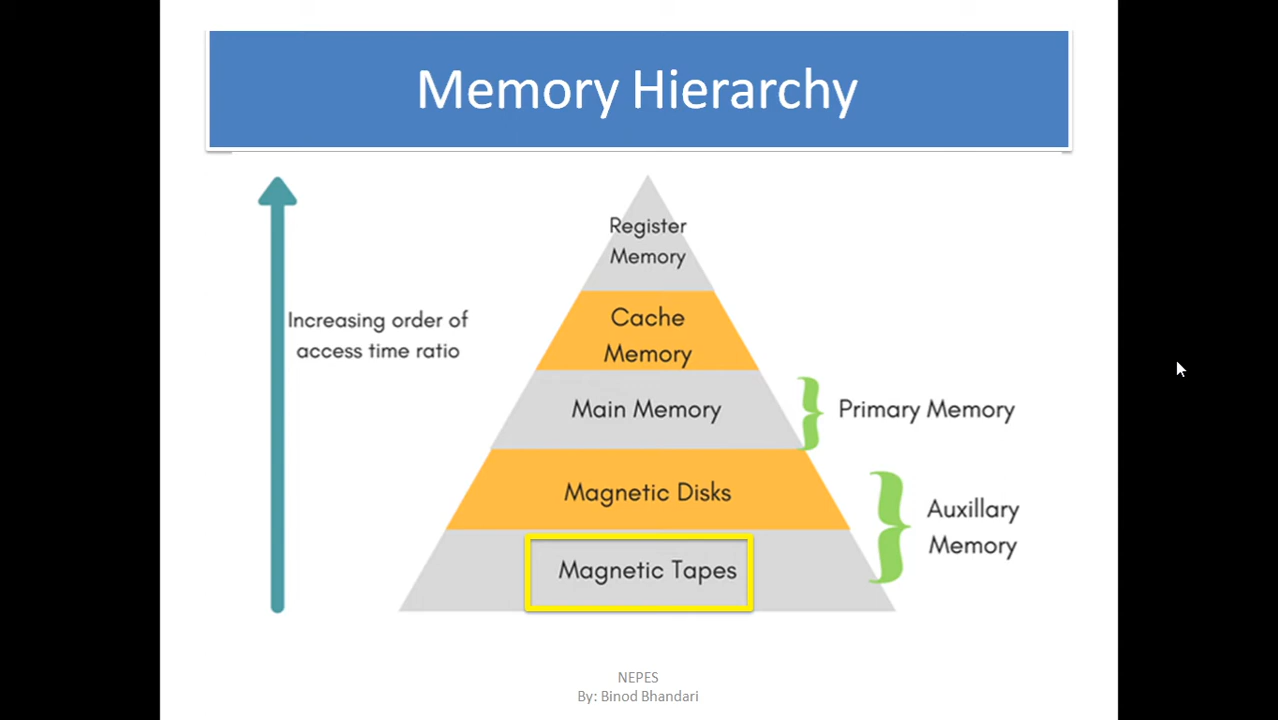 Memory Hierarchy
Register
Memory
Increasing order of
access time ratio
Cache
Memory
Main Memory
Primary Memory
Magnetic Disks
Auxillary
Memory
Magnetic Tapes
NEPES
By: Binod Bhandari